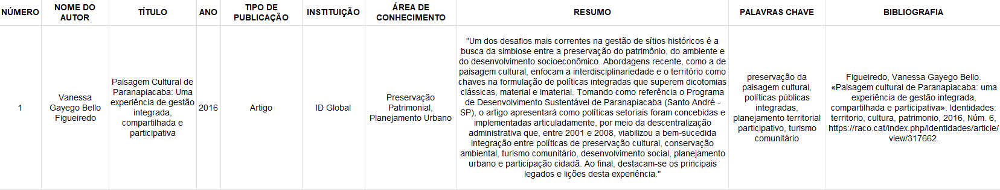 NÚMERO
NOME DO
AUTOR
TÍTULO
ANO
TIPO DE
PUBLICAÇÃO
INSTITUIÇÃO
ÁREA DE
CONHECIMENTO
RESUMO
PALAVRAS CHAVE
BIBLIOGRAFIA
1
Vanessa
Gayego Bello
Figueiredo
Paisagem Cultural de
Paranapiacaba: Uma
experiência de gestão
integrada,
compartilhada e
participativa
2016
Artigo
ID Global
Preservação
Patrimonial,
Planejamento Urbano
"Um dos desafios mais correntes na gestão de sítios históricos é a
busca da simbiose entre a preservação do patrimônio, do ambiente e
do desenvolvimento socioeconômico. Abordagens recente, como a de
paisagem cultural, enfocam a interdisciplinariedade e o território como
chaves na formulação de políticas integradas que superem dicotomias
clássicas, material e imaterial. Tomando como referência o Programa
de Desenvolvimento Sustentável de Paranapiacaba (Santo André -
SP), o artigo apresentará como políticas setoriais foram concebidas e
implementadas articuladamente, por meio da descentralização
administrativa que, entre 2001 e 2008, viabilizou a bem-sucedida
integração entre políticas de preservação cultural, conservação
ambiental, turismo comunitário, desenvolvimento social, planejamento
urbano e participação cidadã. Ao final, destacam-se os principais
legados e lições desta experiência."
preservação da
paisagem cultural,
políticas públicas
integradas,
planejamento territorial
participativo, turismo
comunitário
Figueiredo, Vanessa Gayego Bello.
«Paisagem cultural de Paranapiacaba: uma
experiência de gestão integrada,
compartilhada e participativa». Identidades:
territorio, cultura, patrimonio, 2016, Núm. 6,
https://raco.cat/index.php/Identidades/article/
view/317662.